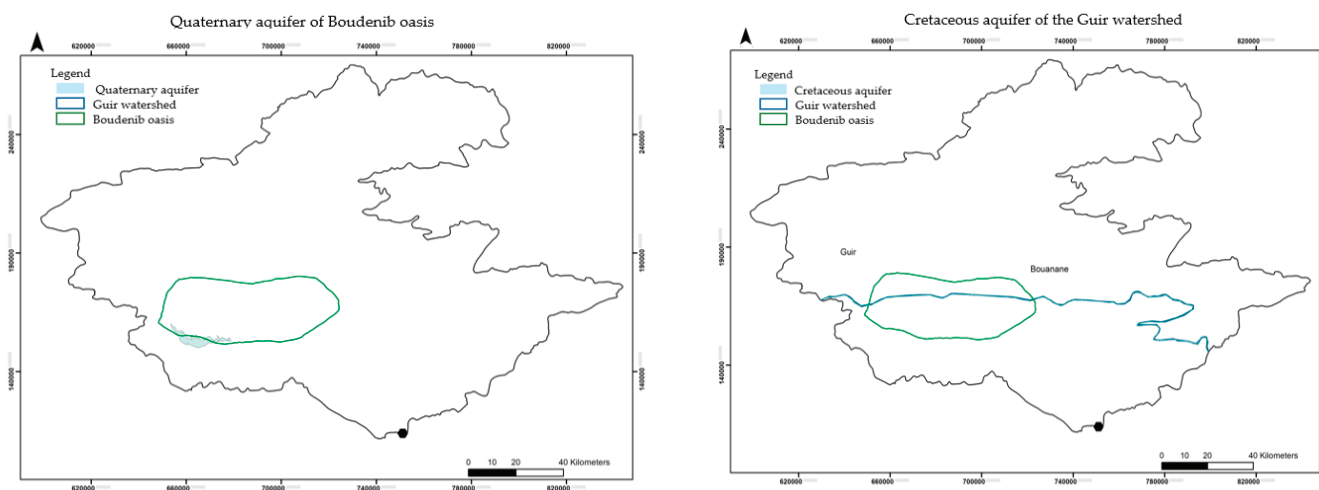 Quaternary aquifer of Boudenib oasis
620000 660000 700000 740000 780000 820000
Legend
Quaternary aquifer
Guir watershed
Boudenib oasis
240000 240000
190000 190000
140000 140000
0 10 20 40 Kilometers
620000 660000 700000 740000 780000 820000
Cretaceous aquifer of the Guir watershed
620000 660000 700000 740000 780000 820000
Legend
Cretaceous aquifer
Guir watershed
Boudenib oasis
240000 240000
190000 190000
Guir
Bouanane
140000 140000
0 10 20 40 Kilometers
620000 660000 700000 740000 780000 820000